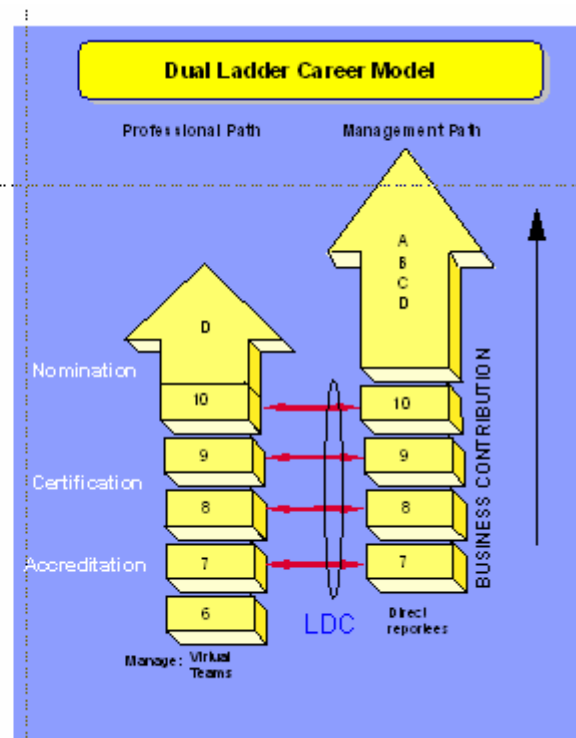 Dual Ladder Career Model
Professional Path
Management Path
A
B
C
D
D
Nomination
10
10
9
9
Certification
8
8
Accreditation
7
7
6
BUSINESS CONTRIBUTION
LDC
Direct
reportees
Manage: Virtual
Teams